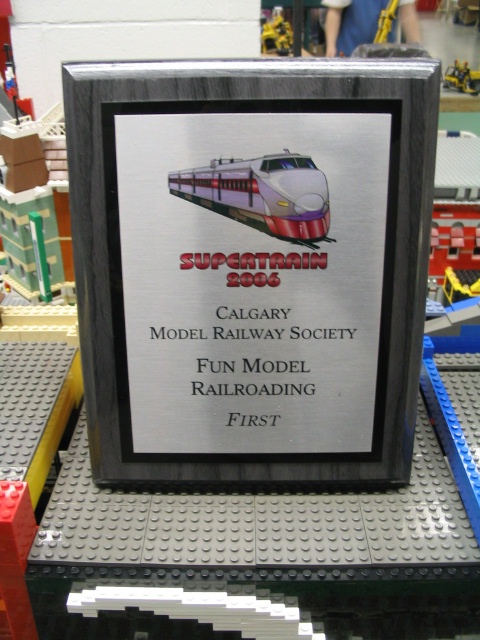 SUPERTRAIN
2006
CALGARY
MODEL RAILWAY SOCIETY
FUN MODEL
RAILROADING
FIRST